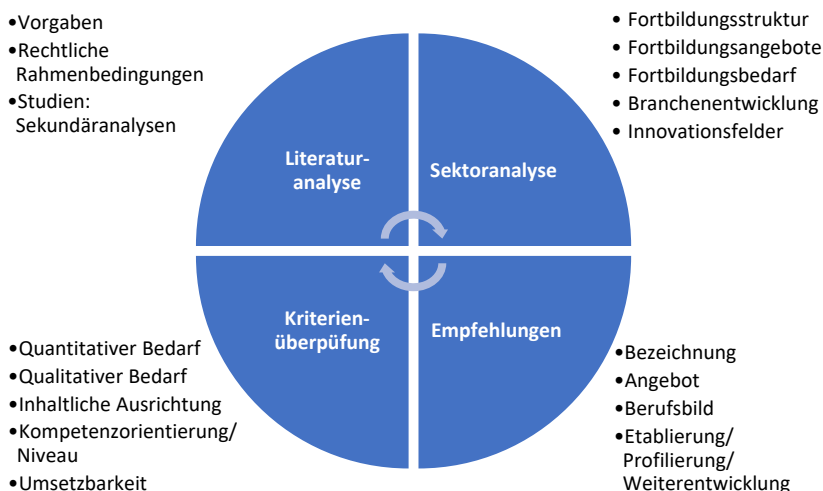 •Vorgaben
•Rechtliche
Rahmenbedingungen
•Studien:
Sekundäranalysen
• Fortbildungsstruktur
• Fortbildungsangebote
• Fortbildungsbedarf
• Branchenentwicklung
• Innovationsfelder
Literatur-
analyse
Sektoranalyse
Kriterien-
überpüfung
Empfehlungen
•Quantitativer Bedarf
•Qualitativer Bedarf
•Inhaltliche Ausrichtung
•Kompetenzorientierung/
Niveau
•Umsetzbarkeit
•Bezeichnung
•Angebot
•Berufsbild
•Etablierung/
Profilierung/
Weiterentwicklung